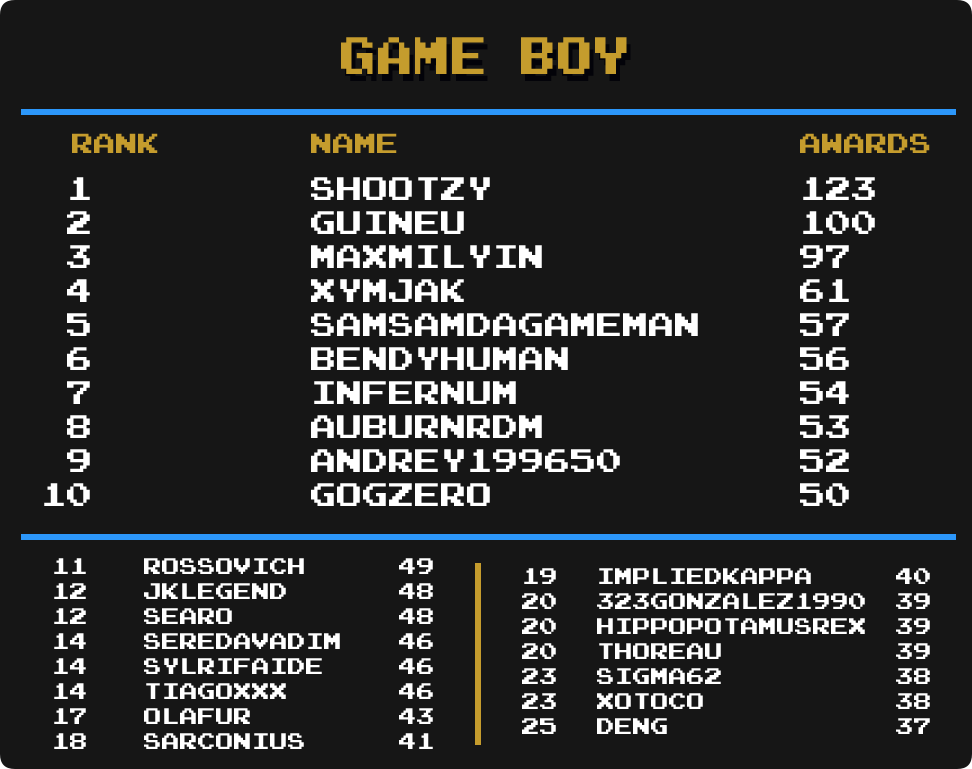 GAME BOY
RANK NAME AWARDS
1 SHOOTZY 123
2 GUINEU 100
3 MAXMILYIN 97
4 XYMJAK 61
5 SAMSAMDAGAMEMAN 57
6 BENDYHUMAN 56
7 INFERNUM 54
8 AUBURNRDM 53
9 ANDREY199650 52
10 GOGZERO 50
11 ROSSOVICH 49
12 JKLEGEND 48
12 SEARO 48
14 SEREDAVADIM 46
14 SYLRIFAIDE 46
14 TIAGOXXX 46
17 OLAFUR 43
18 SARCONIUS 41
19 IMPLIEDKAPPA 40
20 323GONZALEZ1990 39
20 HIPPOPOTAMUSREX 39
20 THOREAU 39
23 SIGMA62 38
23 XOTOCO 38
25 DENG 37